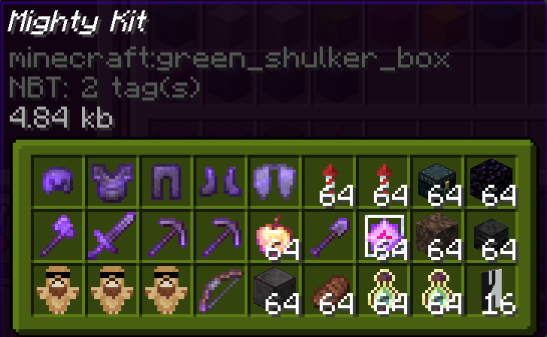 Mighty Kit
minecraft:green_shulker_box
NBT: 2 tag(s)
4.84 kb
64 64 64 64
64 64 64 64
64 64 64 64 16